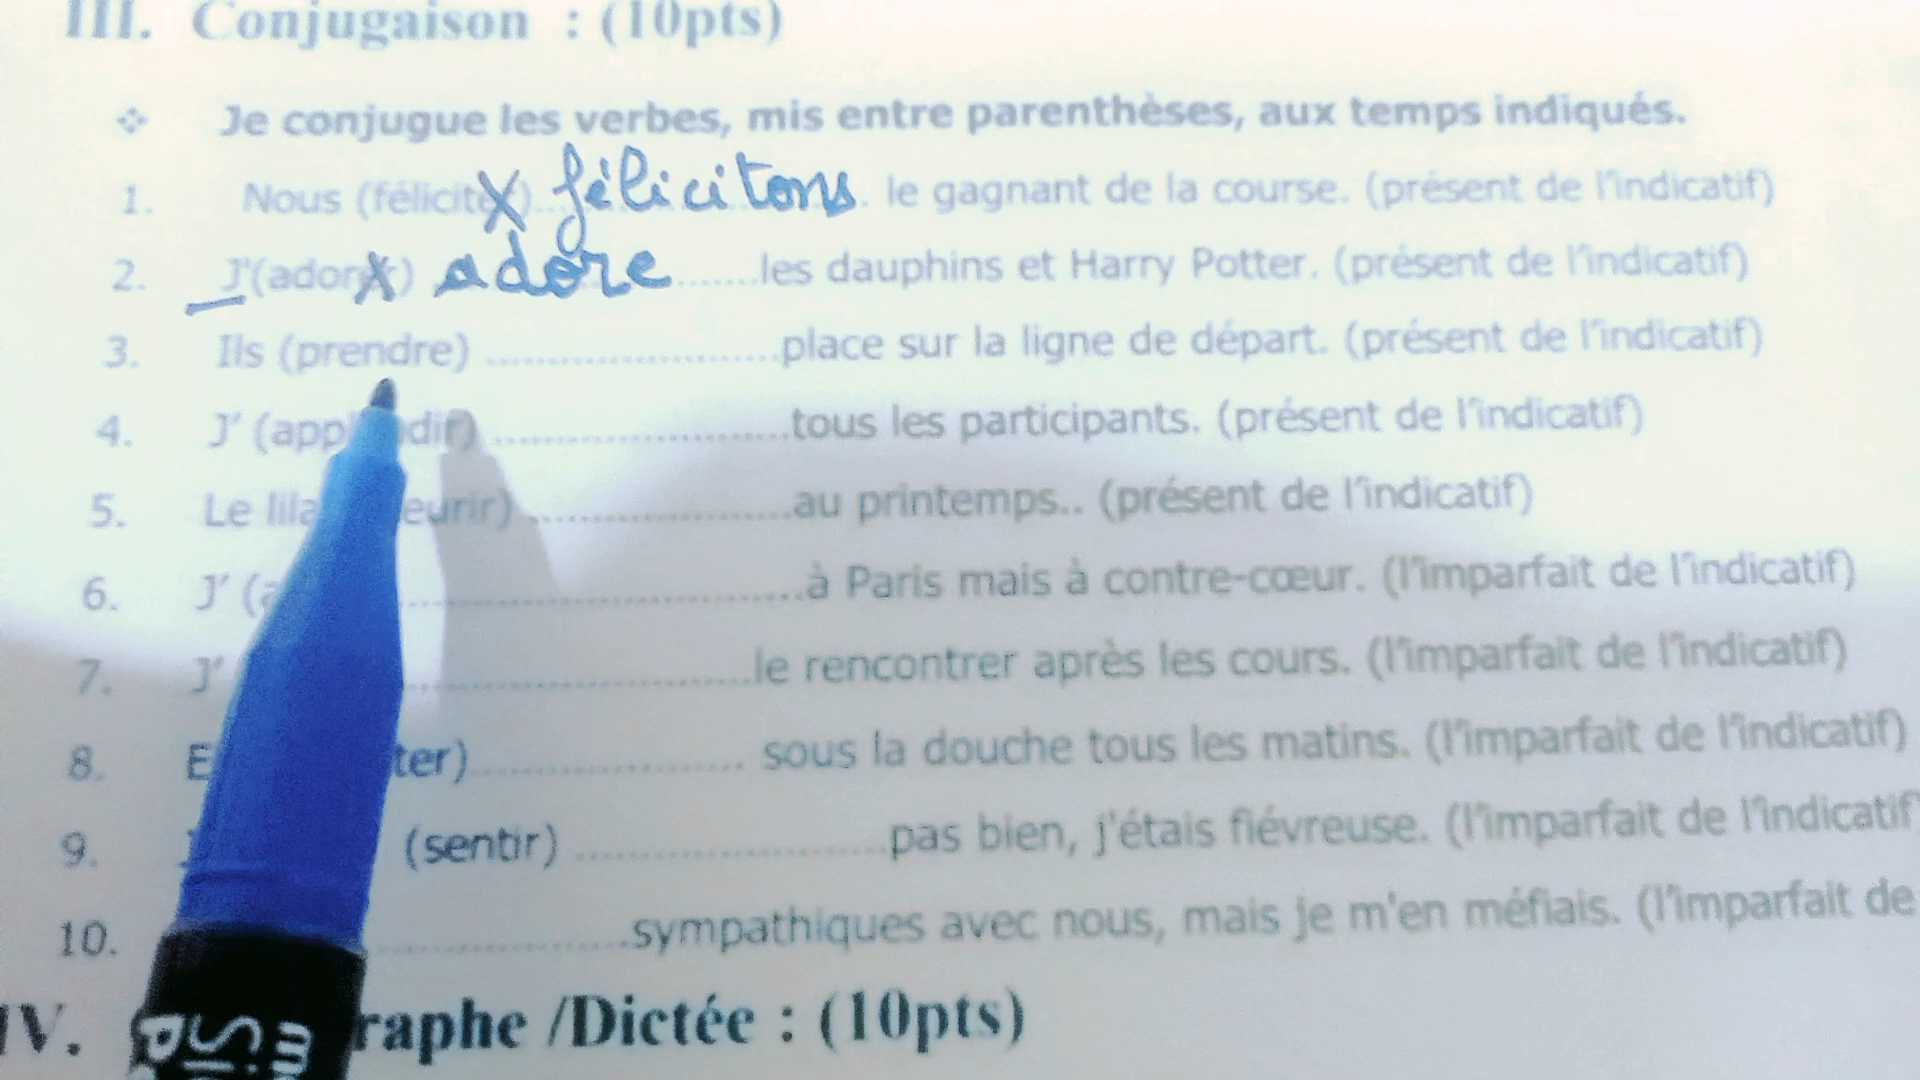 III. Conjugaison : (10pts)
❖ Je conjugue les verbes, mis entre parenthèses, aux temps indiqués.
1. Nous (féliciter) félicitons le gagnant de la course. (présent de l'indicatif)
2. J'(adorer) adore ........les dauphins et Harry Potter. (présent de l'indicatif)
3. Ils (prendre) ..........................place sur la ligne de départ. (présent de l'indicatif)
4. J' (app dir) ..........................tous les participants. (présent de l'indicatif)
5. Le lila eurir) .......................au printemps.. (présent de l'indicatif)
6. J' (a ....................................à Paris mais à contre-cœur. (l'imparfait de l'indicatif)
7. J' ...............................le rencontrer après les cours. (l'imparfait de l'indicatif)
8. E ter)........................ sous la douche tous les matins. (l'imparfait de l'indicatif)
9. (sentir) ...........................pas bien, j'étais fiévreuse. (l'imparfait de l'indicatif
10. ........................sympathiques avec nous, mais je m'en méfiais. (l'imparfait de
IV. raphe /Dictée : (10pts)